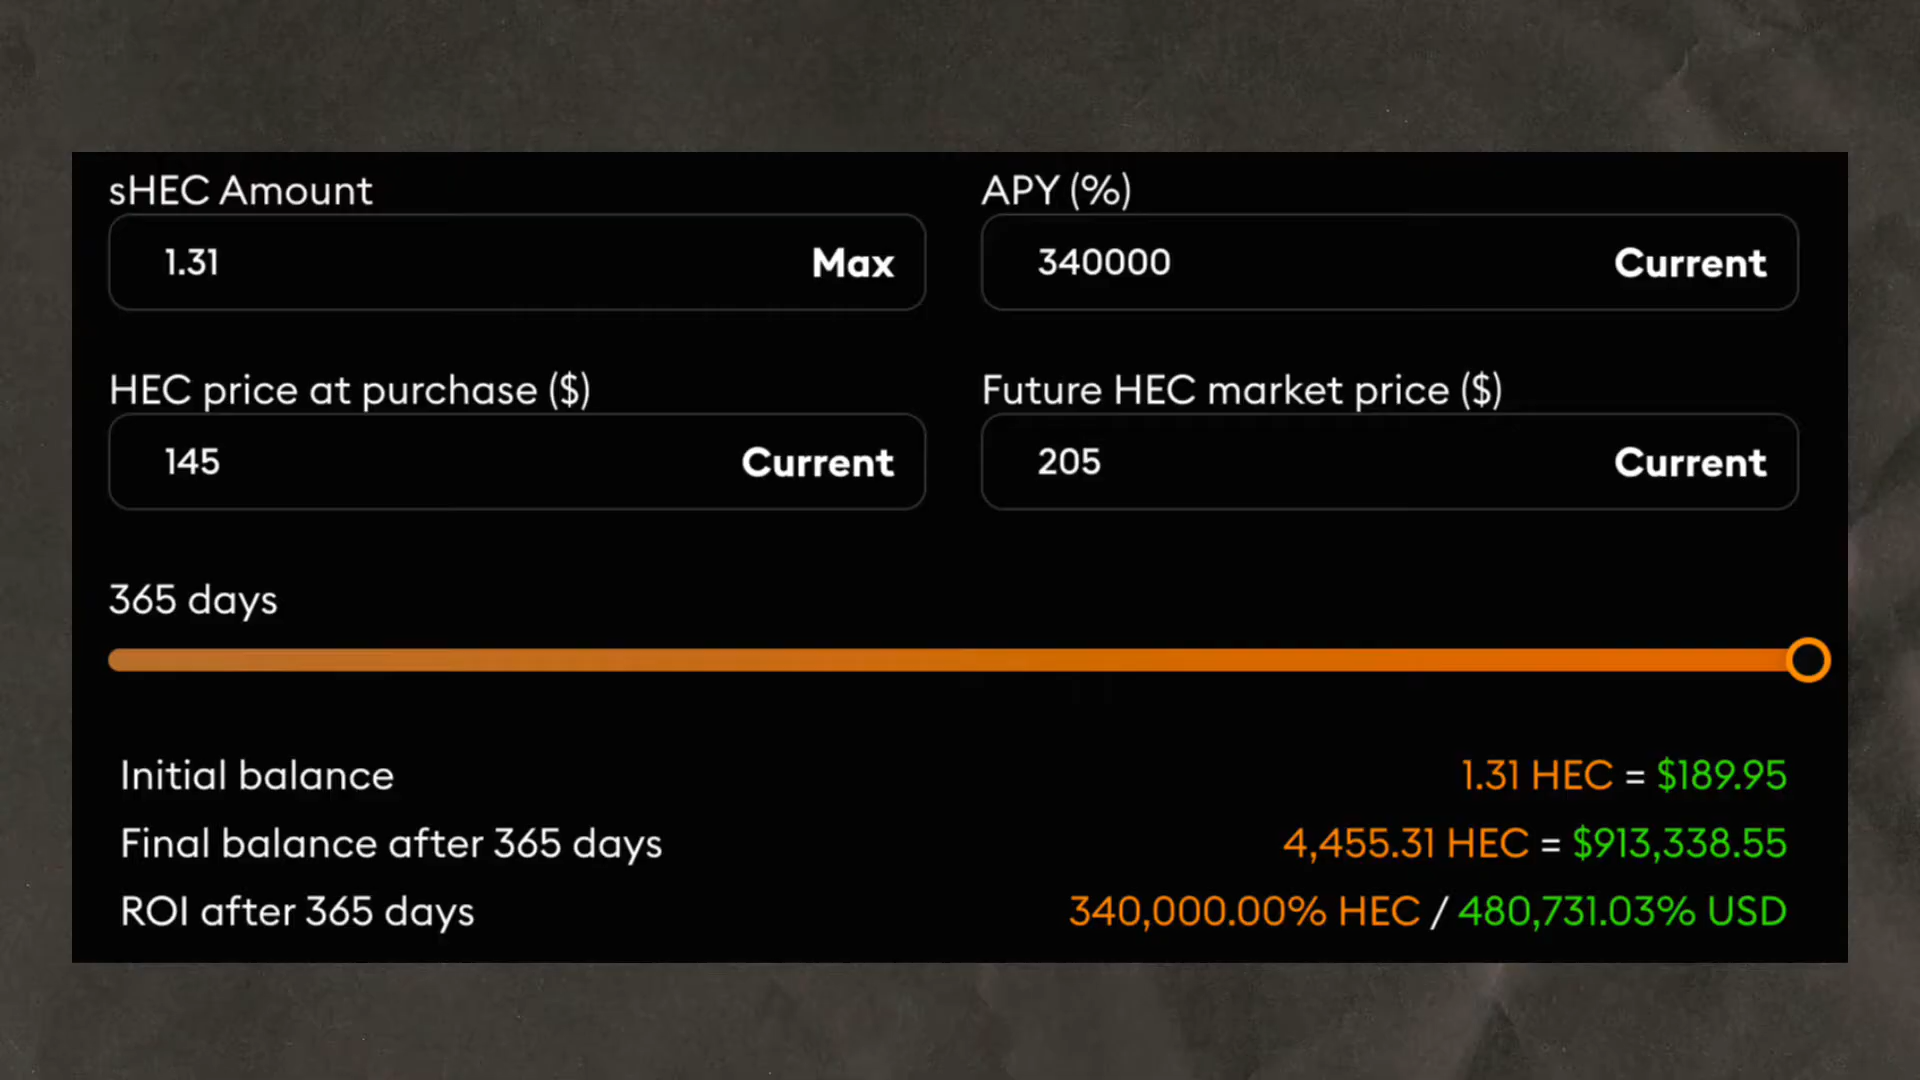 sHEC Amount
1.31 Max
APY (%)
340000 Current
HEC price at purchase ($)
145 Current
Future HEC market price ($)
205 Current
365 days
Initial balance 1.31 HEC = $189.95
Final balance after 365 days 4,455.31 HEC = $913,338.55
ROI after 365 days 340,000.00% HEC / 480,731.03% USD